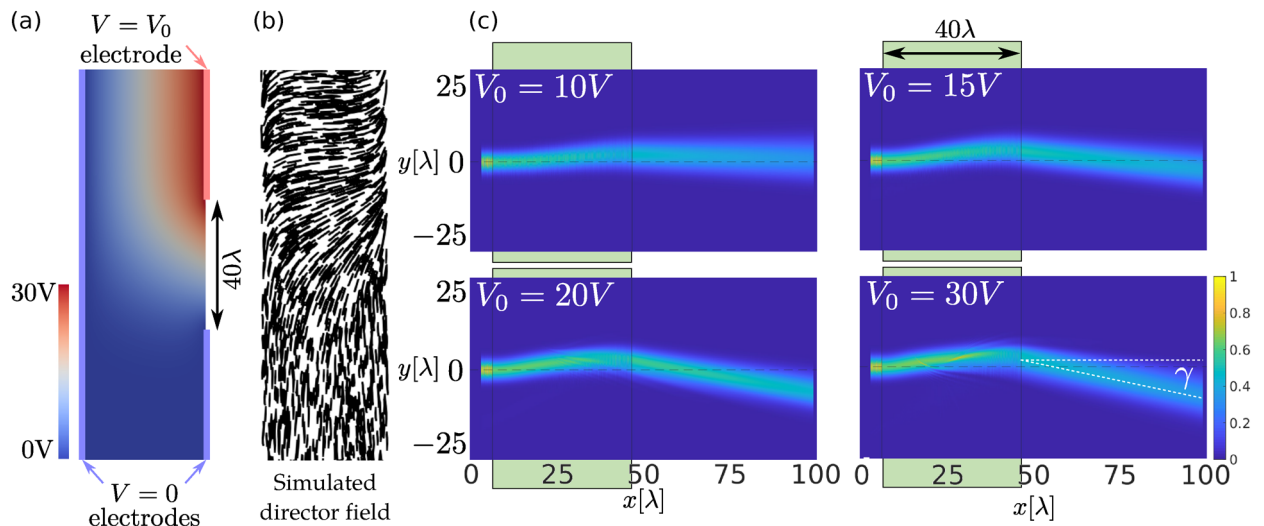 (a)
V = V₀
electrode
30V
0V
40λ
V = 0
electrodes
(b)
Simulated
director field
(c)
40λ
V₀ = 10V
25
y[λ] 0
−25
V₀ = 15V
V₀ = 20V
25
y[λ] 0
−25
0 25 50 75 100
x[λ]
V₀ = 30V
γ
0 25 50 75 100
x[λ]
1
0.8
0.6
0.4
0.2
0